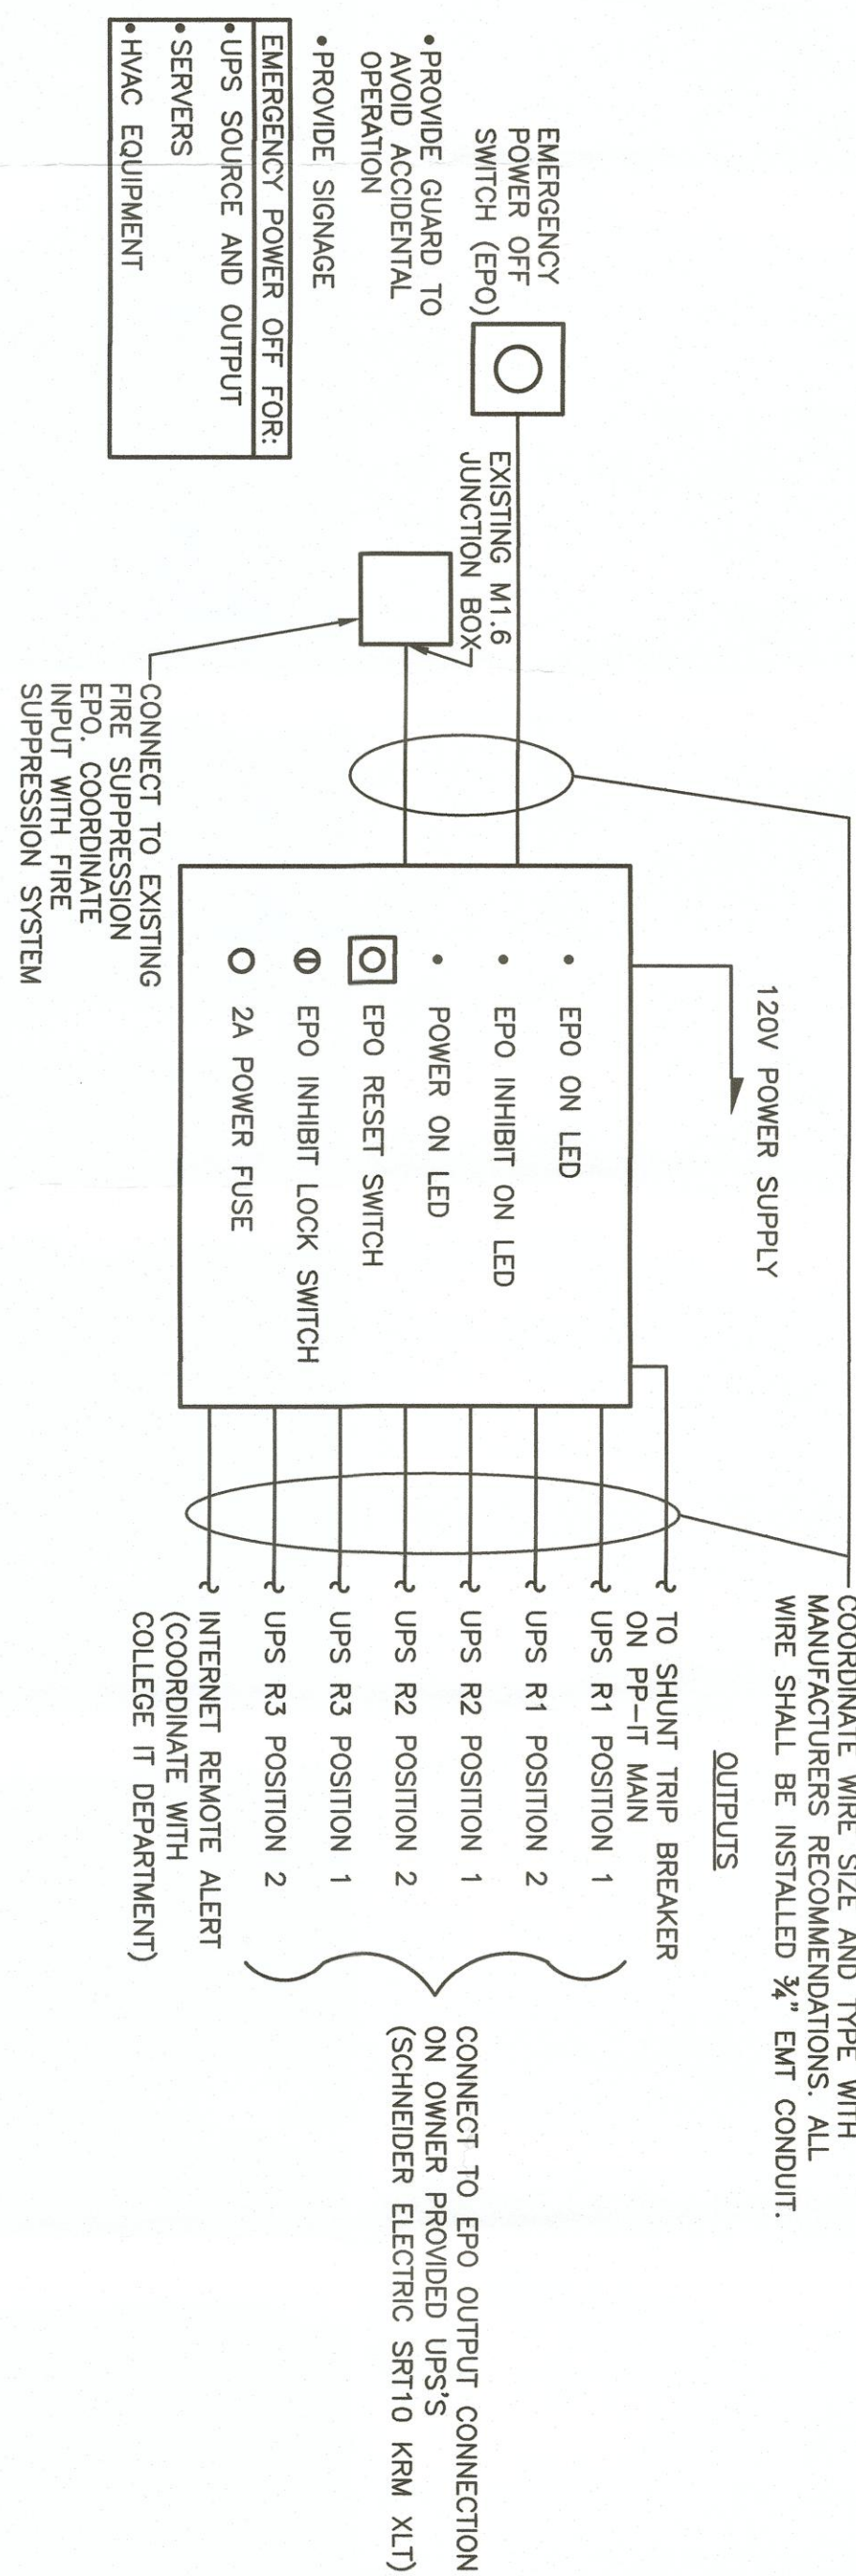 EMERGENCY
POWER OFF
SWITCH (EPO)
• PROVIDE GUARD TO
AVOID ACCIDENTAL
OPERATION
• PROVIDE SIGNAGE
EMERGENCY POWER OFF FOR:
• UPS SOURCE AND OUTPUT
• SERVERS
• HVAC EQUIPMENT
EXISTING M1.6
JUNCTION BOX
CONNECT TO EXISTING
FIRE SUPPRESSION
EPO. COORDINATE
INPUT WITH FIRE
SUPPRESSION SYSTEM
120V POWER SUPPLY
• EPO ON LED
• EPO INHIBIT ON LED
• POWER ON LED
EPO RESET SWITCH
EPO INHIBIT LOCK SWITCH
2A POWER FUSE
COORDINATE WIRE SIZE AND TYPE WITH
MANUFACTURERS RECOMMENDATIONS. ALL
WIRE SHALL BE INSTALLED ¾" EMT CONDUIT.
OUTPUTS
TO SHUNT TRIP BREAKER
ON PP-IT MAIN
UPS R1 POSITION 1
UPS R1 POSITION 2
UPS R2 POSITION 1
UPS R2 POSITION 2
UPS R3 POSITION 1
UPS R3 POSITION 2
INTERNET REMOTE ALERT
(COORDINATE WITH
COLLEGE IT DEPARTMENT)
CONNECT TO EPO OUTPUT CONNECTION
ON OWNER PROVIDED UPS'S
(SCHNEIDER ELECTRIC SRT10 KRM XLT)